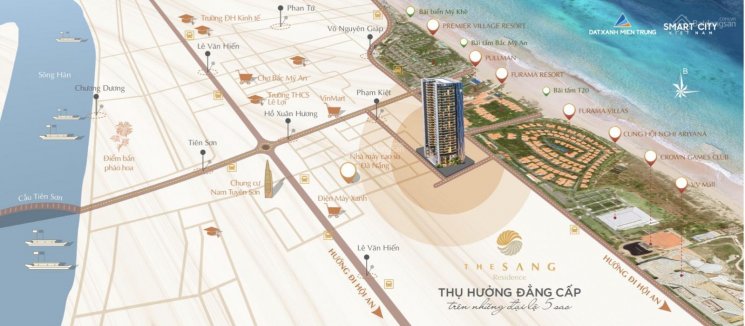 Bãi biển Mỹ Khê
PREMIER VILLAGE RESORT
Bãi tắm Bắc Mỹ An
PULLMAN
FURAMA RESORT
Bãi tắm T20
FURAMA VILLAS
CUNG HỘI NGHỊ ARIYANA
CROWN GAMES CLUB
V.V Mall
DATXANH MIEN TRUNG
SMART CITY
VIET NAM
B
Phan Tứ
Trường ĐH Kinh tế
Võ Nguyên Giáp
Lê Văn Hiến
Sông Hàn
Chương Dương
Chợ Bắc Mỹ An
Trường THCS
Lê Lợi
VinMart
Phạm Kiệt
Hồ Xuân Hương
Tiên Sơn
Điểm bắn
pháo hoa
Nhà máy cao su
Đà Nẵng
Chung cư
Nam Tuyên Sơn
Điện Máy Xanh
Cầu Tiên Sơn
Lê Văn Hiến
HƯỚNG ĐI HỘI AN
HƯỚNG ĐI HỘI AN
THE SANG
Residence
THỤ HƯỞNG ĐẲNG CẤP
trên những đại lộ 5 sao